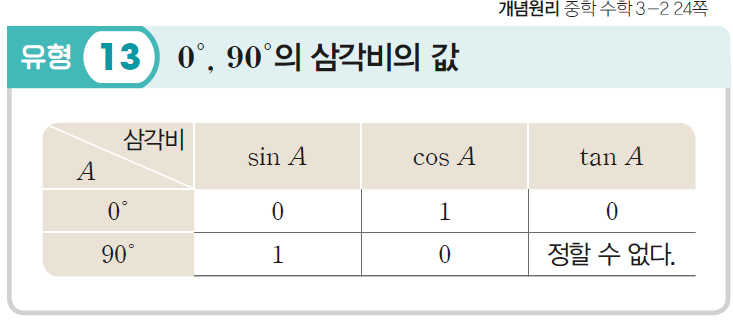 개념원리 중학 수학 3-2 24쪽
유형 13 0°, 90°의 삼각비의 값
삼각비
A
sin A cos A tan A
0° 0 1 0
90° 1 0 정할 수 없다.